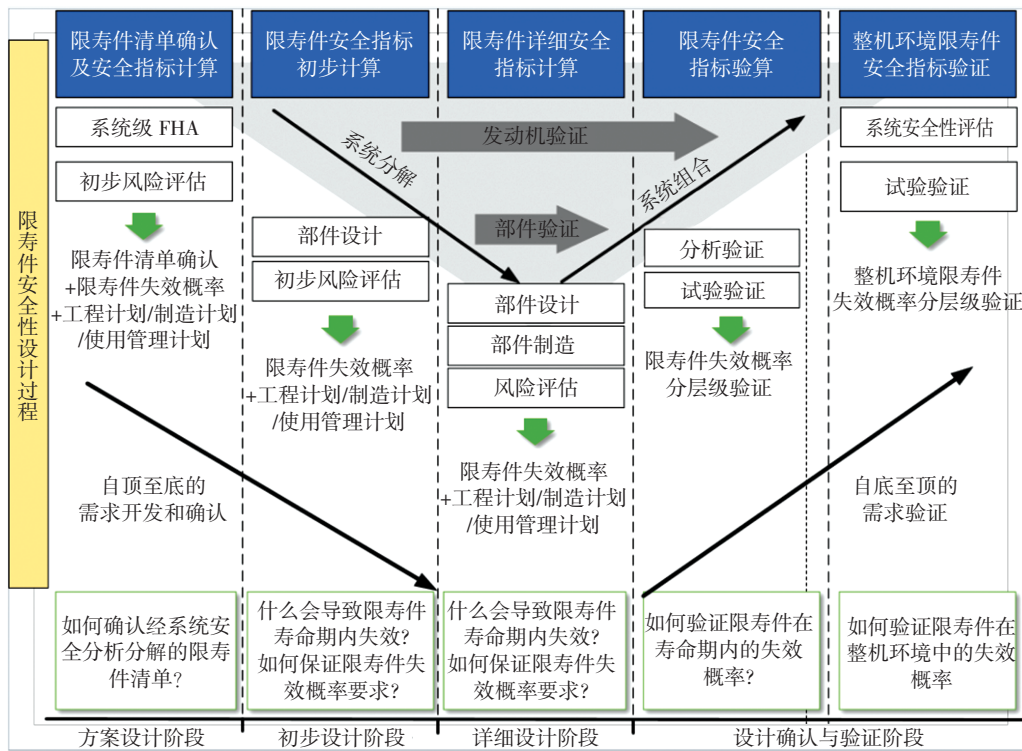 限寿件安全性设计过程
限寿件清单确认
及安全指标计算
系统级 FHA
初步风险评估
限寿件清单确认
+限寿件失效概率
+工程计划/制造计划
/使用管理计划
自顶至底的
需求开发和确认
如何确认经系统安
全分析分解的限寿
件清单？
方案设计阶段
限寿件安全指标
初步计算
系统分解
部件设计
初步风险评估
限寿件失效概率
+工程计划/制造计划
/使用管理计划
什么会导致限寿件
寿命期内失效？
如何保证限寿件失
效概率要求？
初步设计阶段
限寿件详细安全
指标计算
发动机验证
部件验证
部件设计
部件制造
风险评估
限寿件失效概率
+工程计划/制造计划
/使用管理计划
什么会导致限寿件
寿命期内失效？
如何保证限寿件失
效概率要求？
详细设计阶段
限寿件安全
指标验算
系统组合
分析验证
试验验证
限寿件失效概率
分层级验证
如何验证限寿件在
寿命期内的失效
概率？
整机环境限寿件
安全指标验证
系统安全性评估
试验验证
整机环境限寿件
失效概率分层级验证
自底至顶的
需求验证
如何验证限寿件在
整机环境中的失效
概率
设计确认与验证阶段